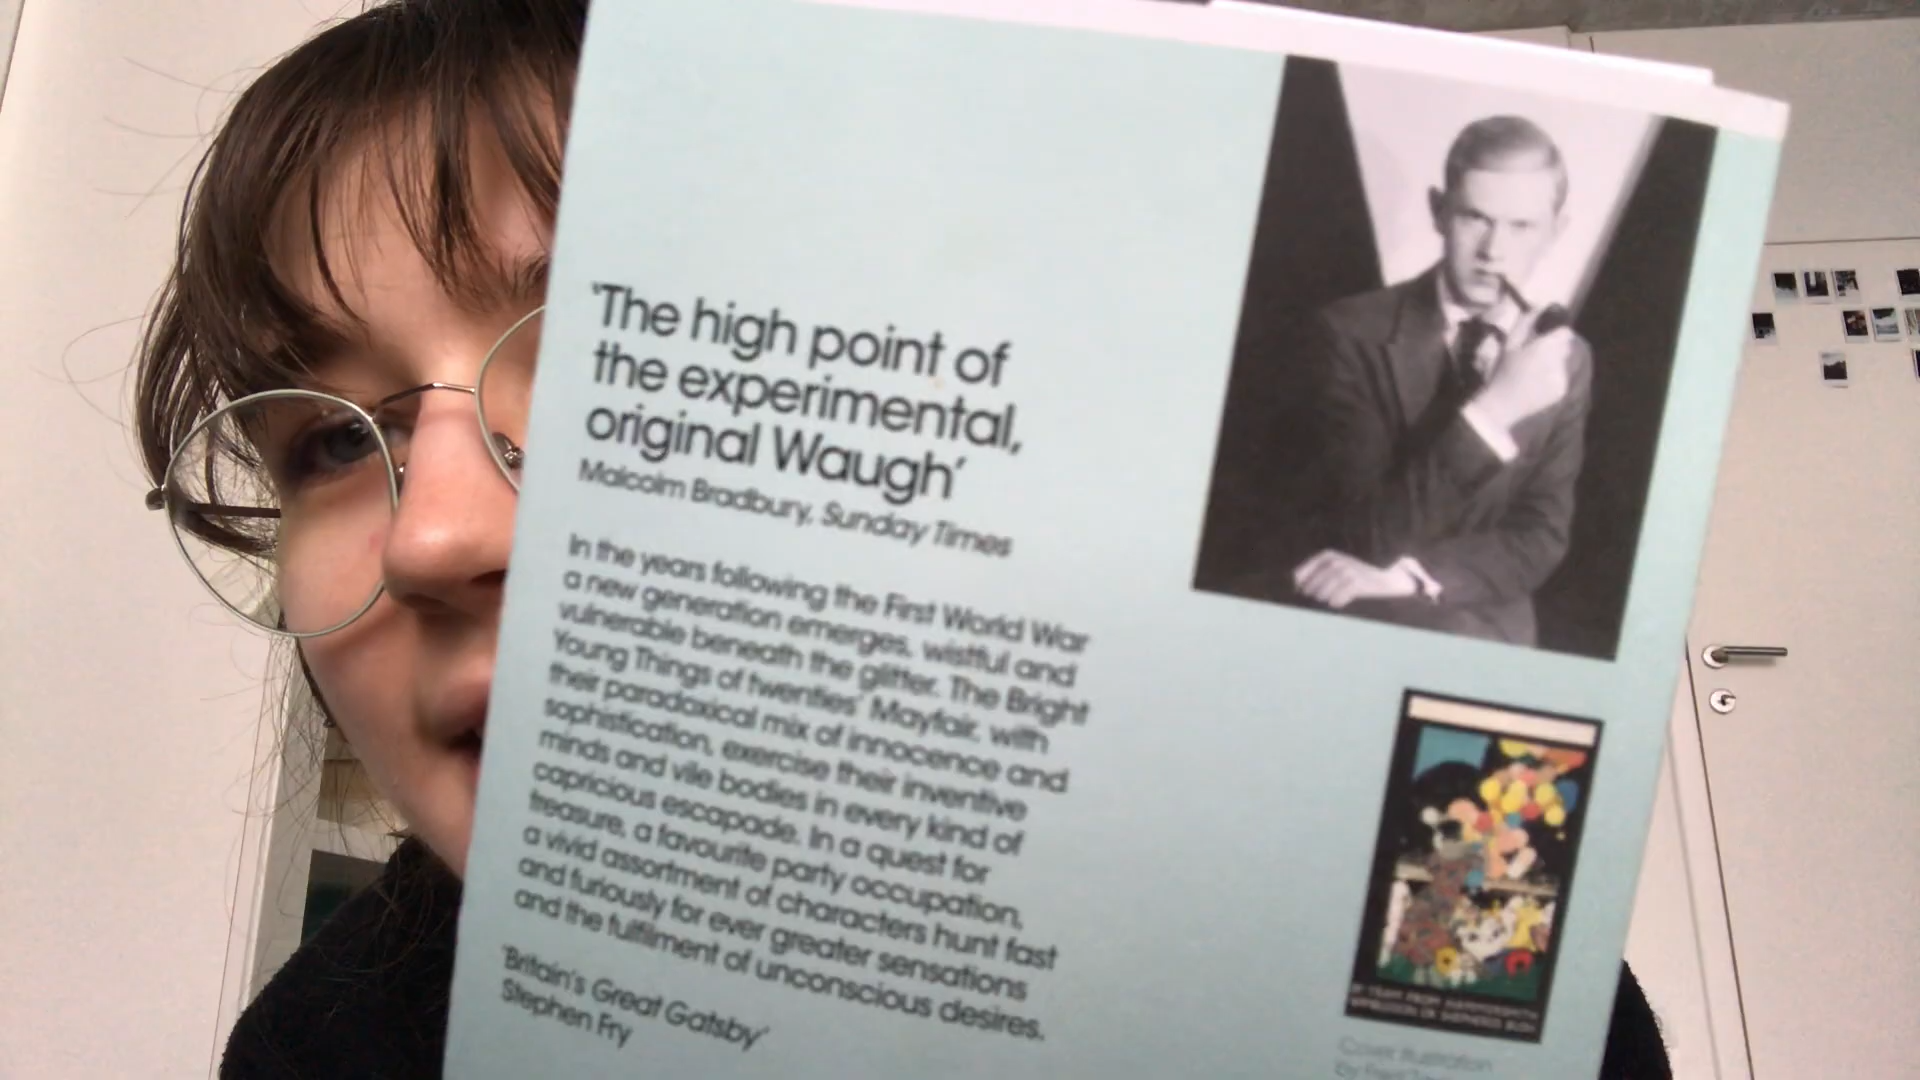 'The high point of
the experimental,
original Waugh'
Malcolm Bradbury, Sunday Times
In the years following the First World War
a new generation emerges, wistful and
vulnerable beneath the glitter. The Bright
Young Things of twenties' Mayfair, with
their paradoxical mix of innocence and
sophistication, exercise their inventive
minds and vile bodies in every kind of
capricious escapade. In a quest for
treasure, a favourite party occupation,
a vivid assortment of characters hunt fast
and furiously for ever greater sensations
and the fulfilment of unconscious desires.
'Britain's Great Gatsby'
Stephen Fry
Cover illustration
by